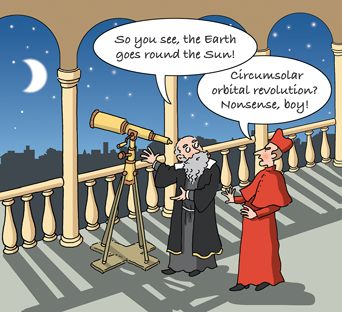 So you see, the Earth
goes round the Sun!
Circumsolar
orbital revolution?
Nonsense, boy!